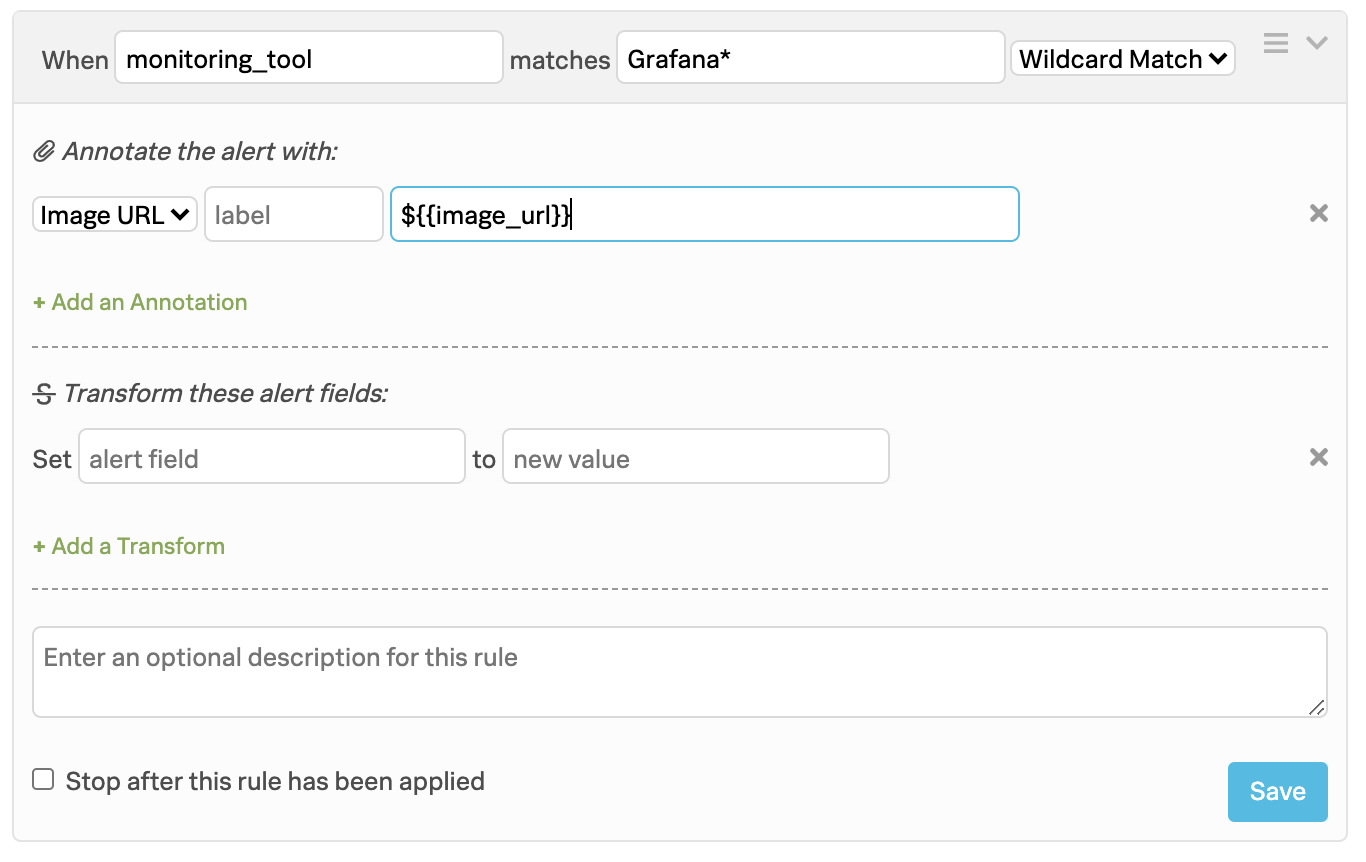 When monitoring_tool matches Grafana* Wildcard Match
Annotate the alert with:
Image URL label ${{image_url}}
+ Add an Annotation
Transform these alert fields:
Set alert field to new value
+ Add a Transform
Enter an optional description for this rule
Stop after this rule has been applied
Save